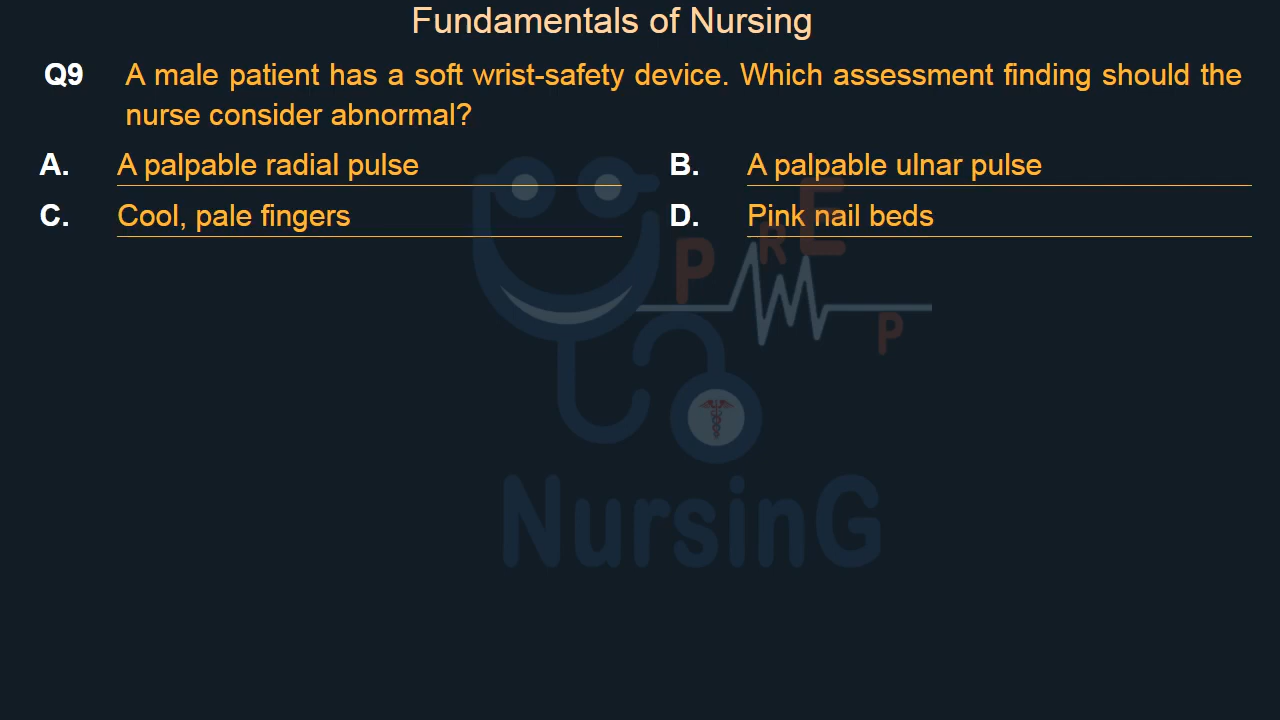 Fundamentals of Nursing
Q9 A male patient has a soft wrist-safety device. Which assessment finding should the
nurse consider abnormal?
A. A palpable radial pulse B. A palpable ulnar pulse
C. Cool, pale fingers D. Pink nail beds
PREP
NursinG